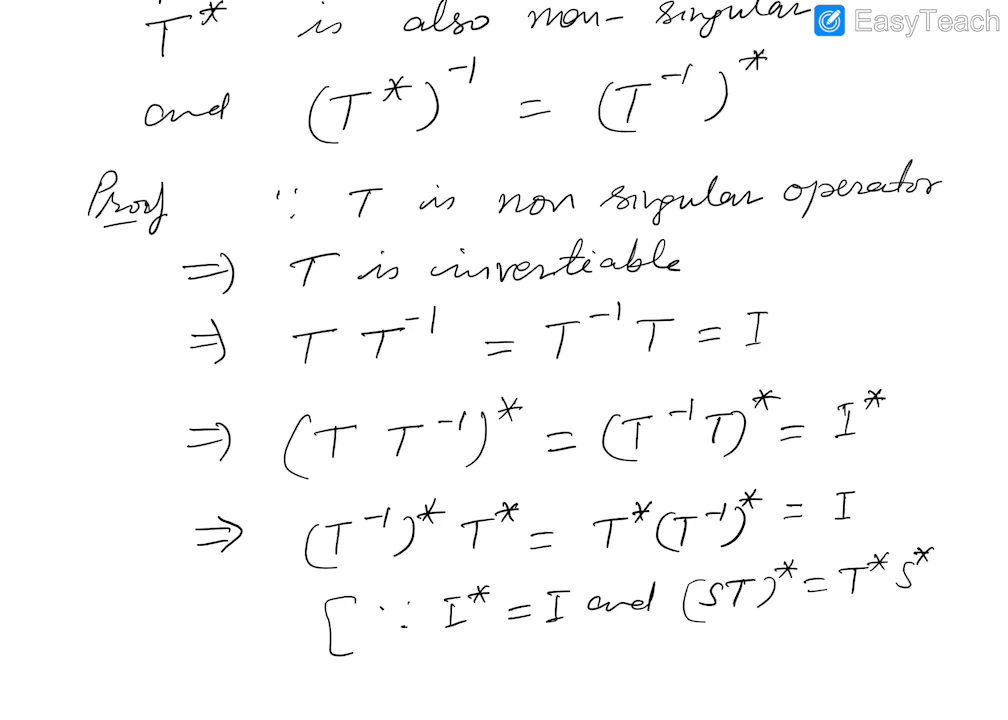 T* is also non-singular EasyTeach
and (T*)⁻¹ = (T⁻¹)*
Proof ∵ T is non singular operator
⇒ T is invertiable
⇒ T T⁻¹ = T⁻¹ T = I
⇒ (T T⁻¹)* = (T⁻¹ T)* = I*
⇒ (T⁻¹)* T* = T* (T⁻¹)* = I
[ ∵ I* = I and (ST)* = T* S*